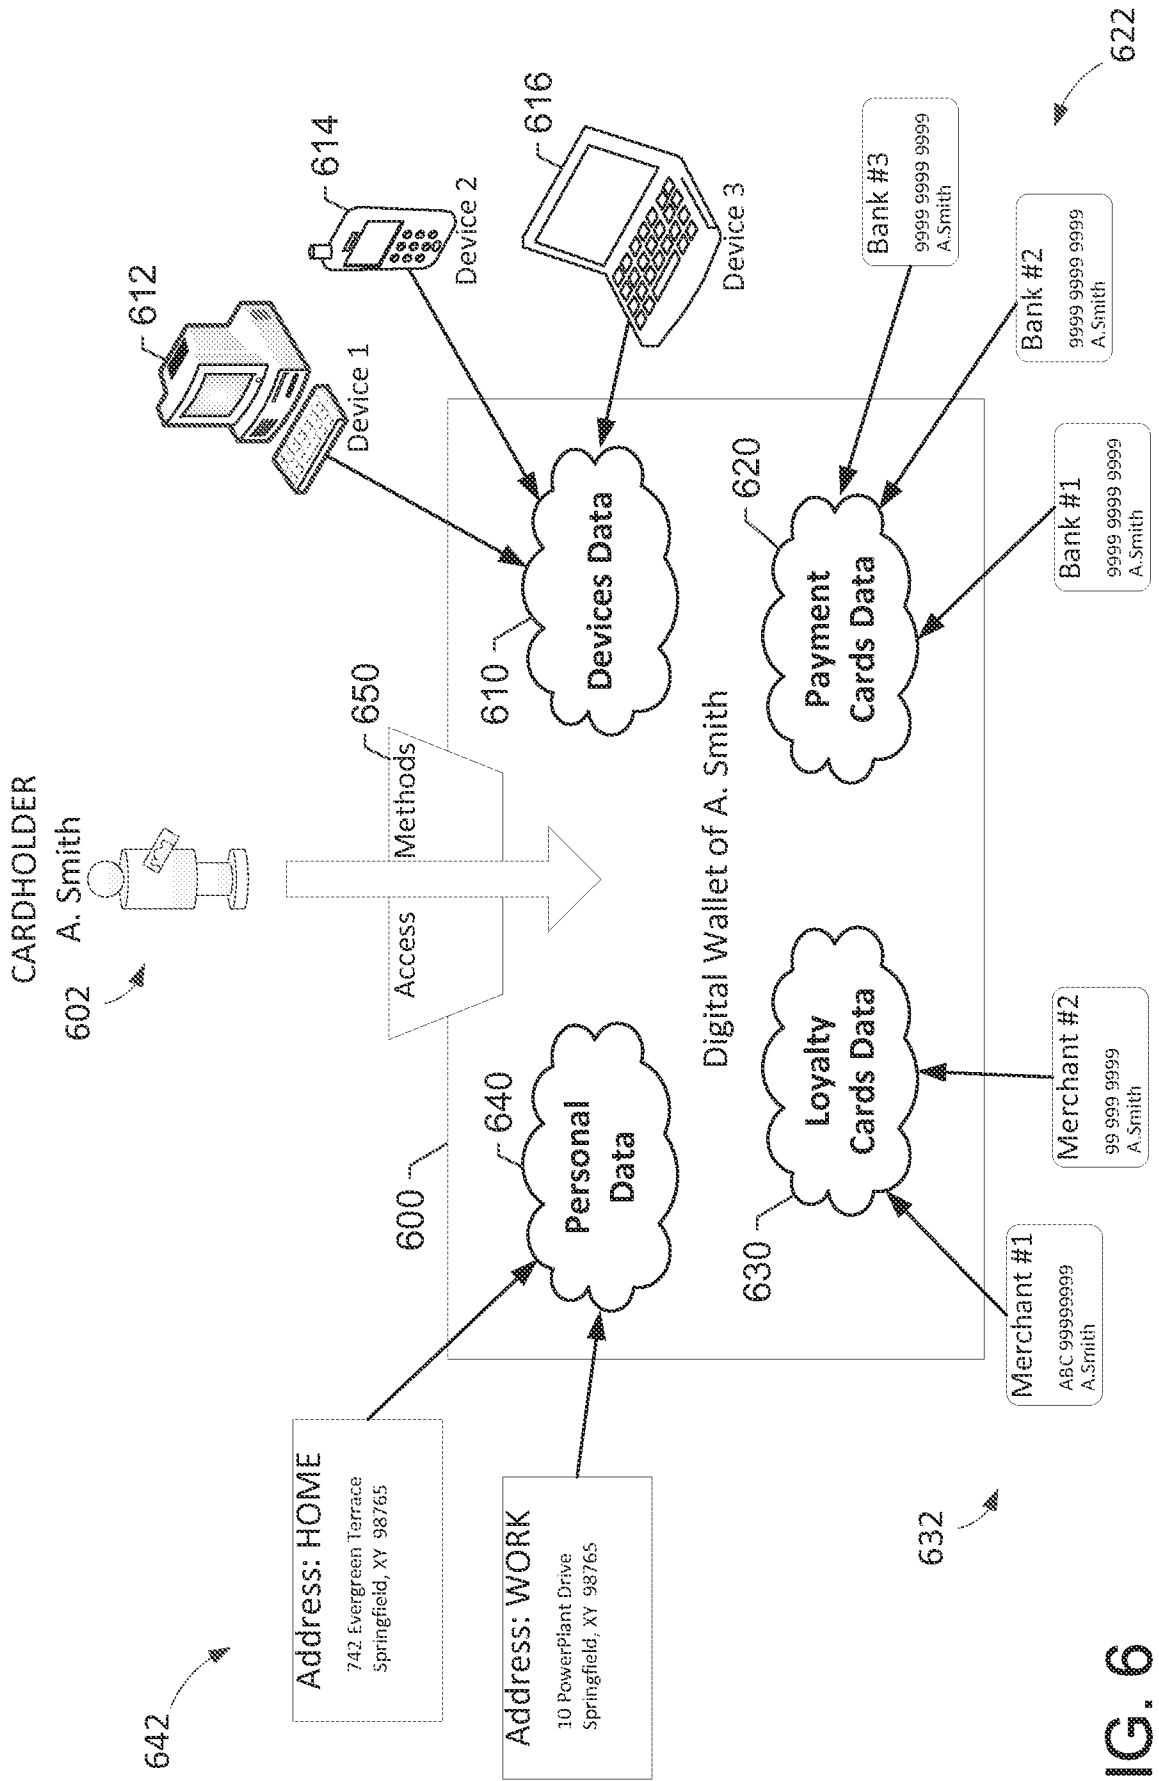 CARDHOLDER
A. Smith
602
612
Device 1
614
Device 2
616
Device 3
650
Access Methods
600
610
Devices Data
640
Personal
Data
642
Address: HOME
742 Evergreen Terrace
Springfield, XY 98765
Address: WORK
10 PowerPlant Drive
Springfield, XY 98765
Digital Wallet of A. Smith
620
Payment
Cards Data
630
Loyalty
Cards Data
Bank #3
9999 9999 9999
A.Smith
Bank #2
9999 9999 9999
A.Smith
Bank #1
9999 9999 9999
A.Smith
622
Merchant #2
99 999 9999
A.Smith
Merchant #1
ABC 99999999
A.Smith
632
IG. 6